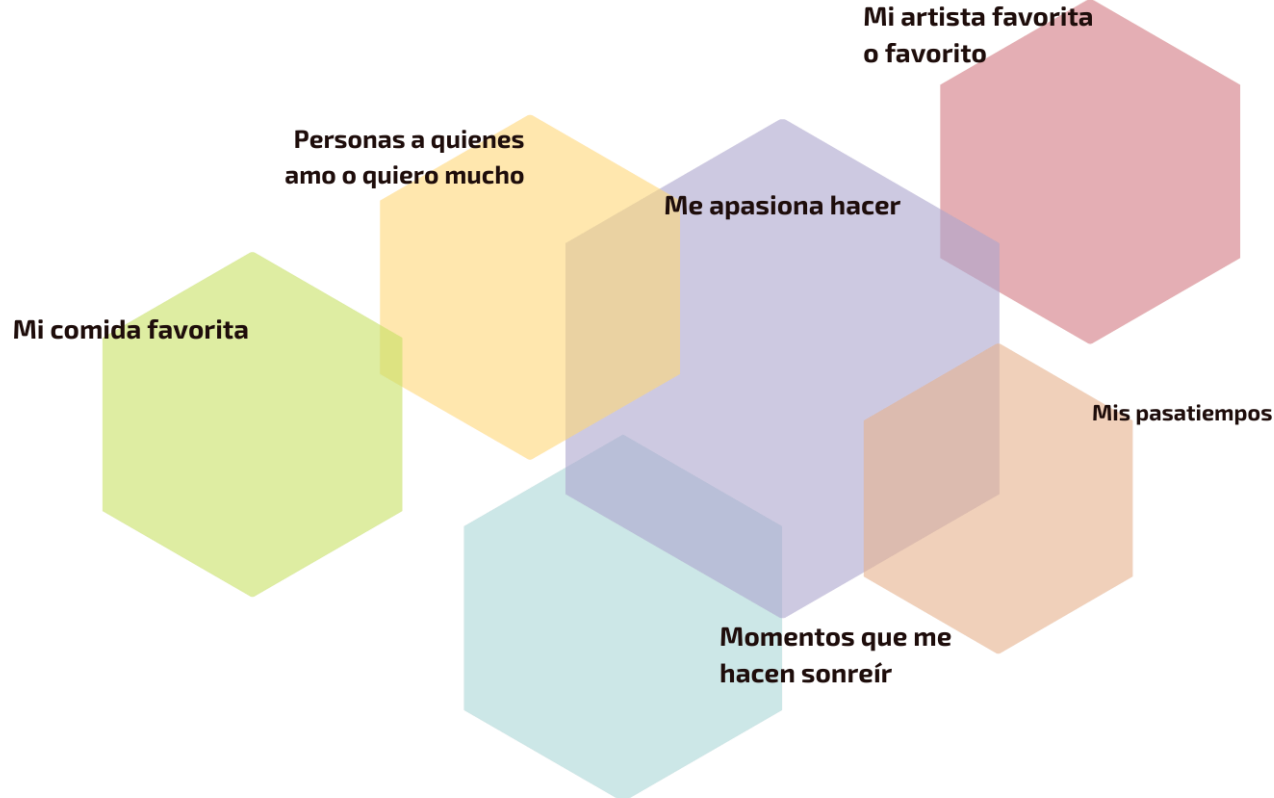 Mi artista favorita
o favorito
Personas a quienes
amo o quiero mucho
Me apasiona hacer
Mi comida favorita
Mis pasatiempos
Momentos que me
hacen sonreír